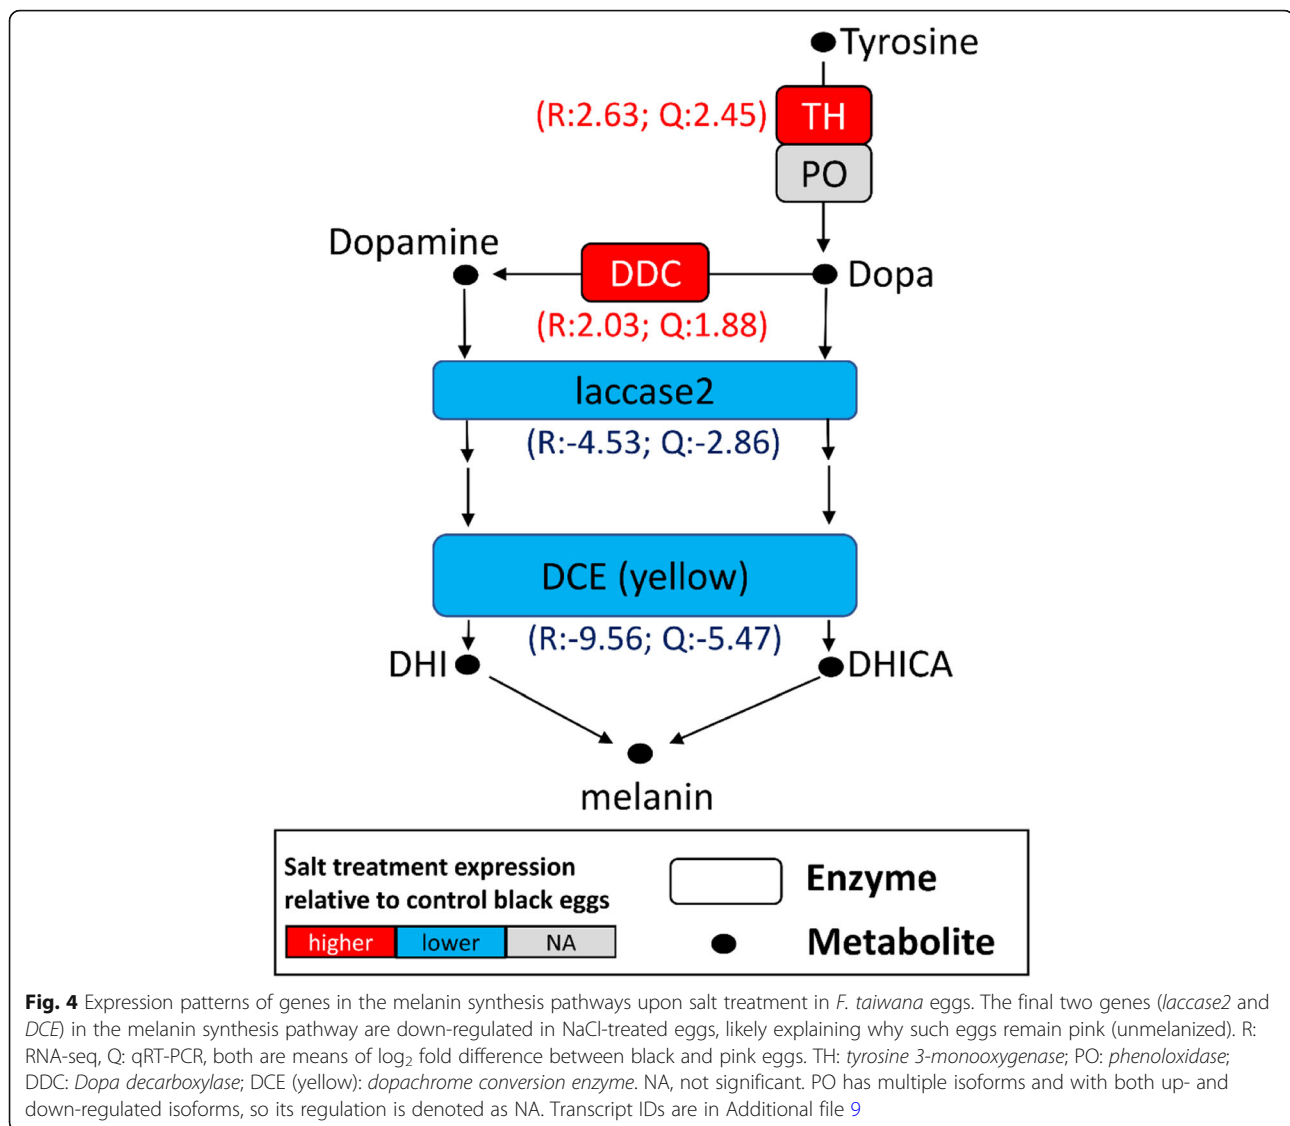 Tyrosine
(R:2.63; Q:2.45)
TH
PO
Dopamine
DDC
Dopa
(R:2.03; Q:1.88)
laccase2
(R:-4.53; Q:-2.86)
DCE (yellow)
(R:-9.56; Q:-5.47)
DHI
DHICA
melanin
Salt treatment expression
relative to control black eggs
higher lower NA
Enzyme
Metabolite
Fig. 4 Expression patterns of genes in the melanin synthesis pathways upon salt treatment in F. taiwana eggs. The final two genes (laccase2 and
DCE) in the melanin synthesis pathway are down-regulated in NaCl-treated eggs, likely explaining why such eggs remain pink (unmelanized). R:
RNA-seq, Q: qRT-PCR, both are means of log₂ fold difference between black and pink eggs. TH: tyrosine 3-monooxygenase; PO: phenoloxidase;
DDC: Dopa decarboxylase; DCE (yellow): dopachrome conversion enzyme. NA, not significant. PO has multiple isoforms and with both up- and
down-regulated isoforms, so its regulation is denoted as NA. Transcript IDs are in Additional file 9